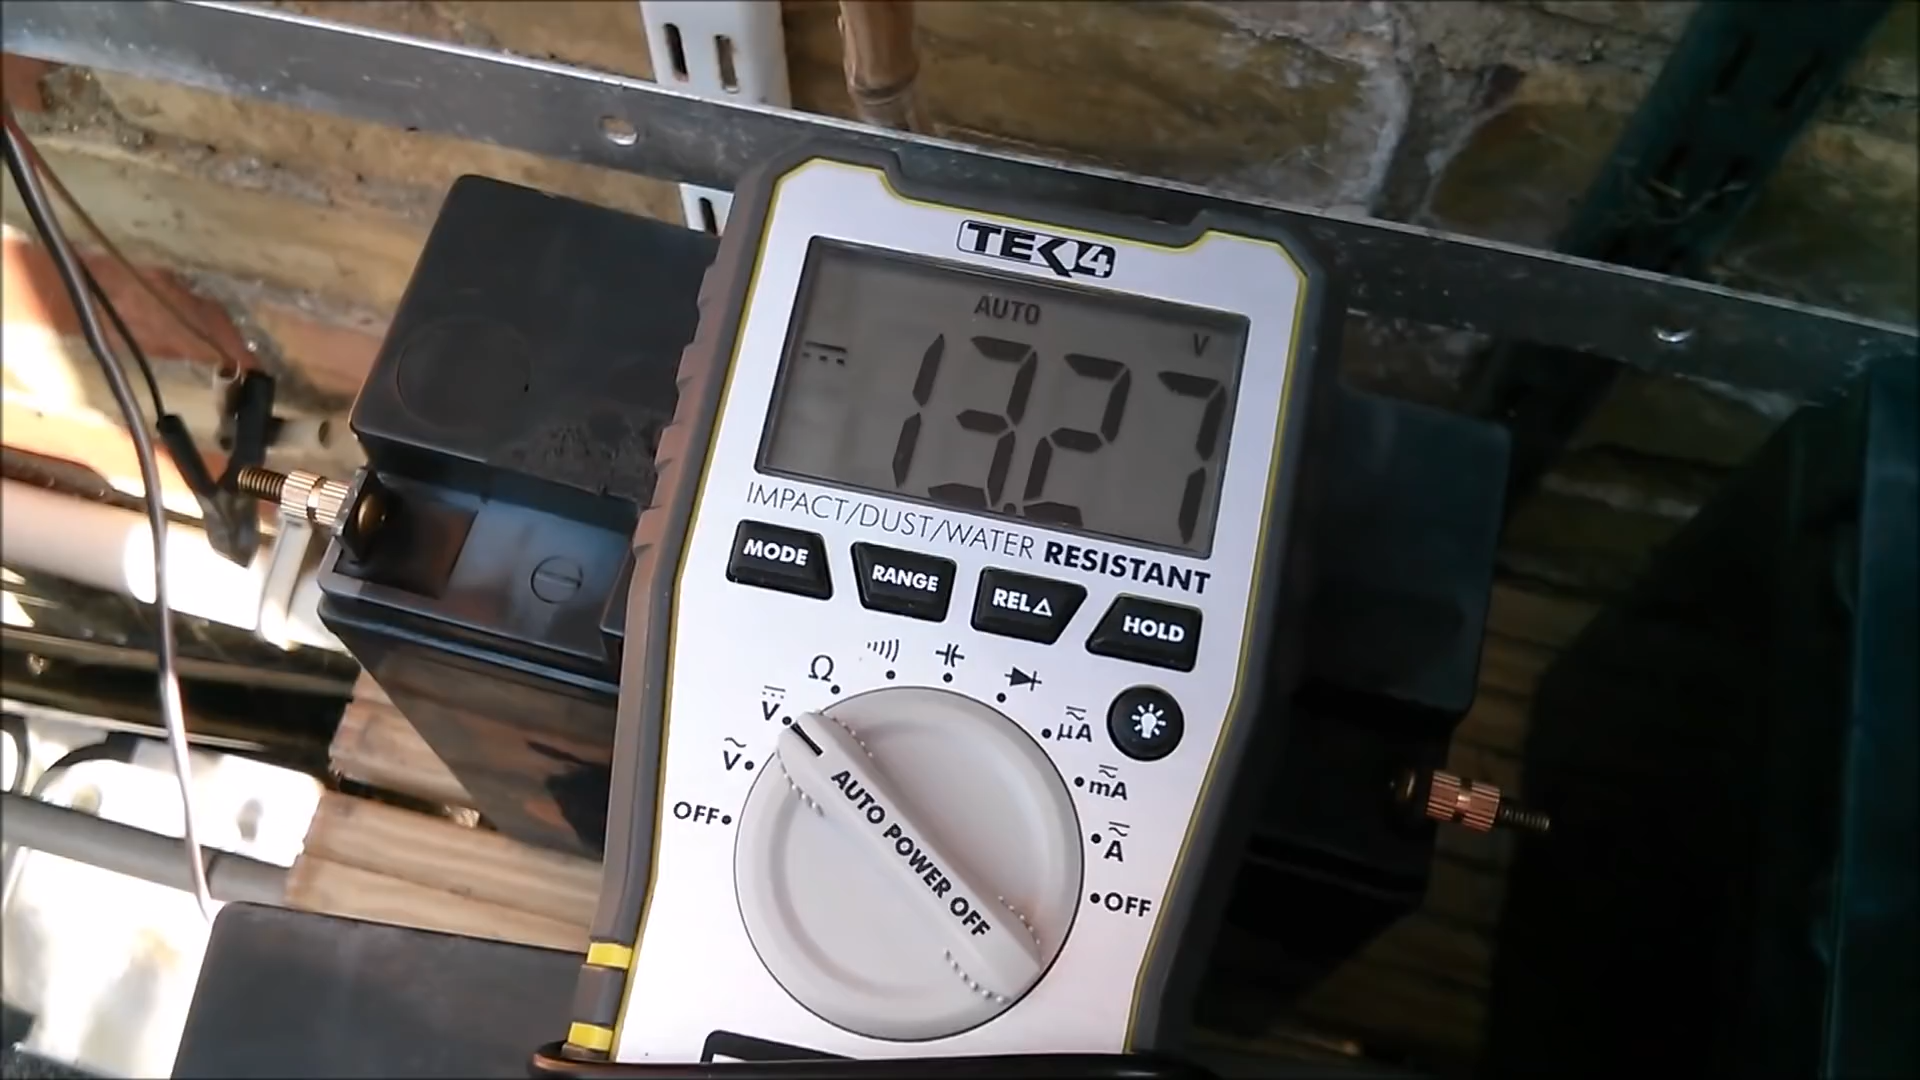 TEK4
AUTO
V
13.27
IMPACT/DUST/WATER RESISTANT
MODE
RANGE
REL△
HOLD
Ω
V
V
OFF
µA
mA
A
OFF
AUTO POWER OFF